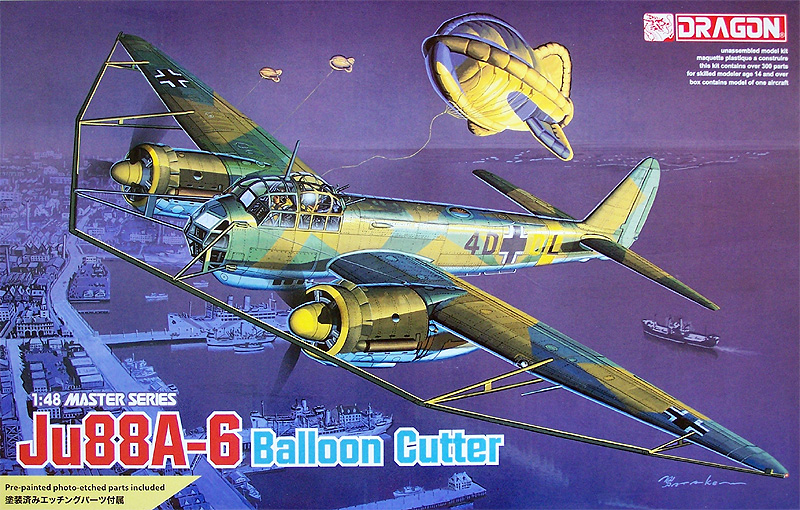 DRAGON
unassembled model kit
maquette plastique a construire
this kit contains over 300 parts
for skilled modeler age 14 and over
box contains model of one aircraft
4D
L
1:48 MASTER SERIES
Ju88A-6 Balloon Cutter
Pre-painted photo-etched parts included
塗装済みエッチングパーツ付属